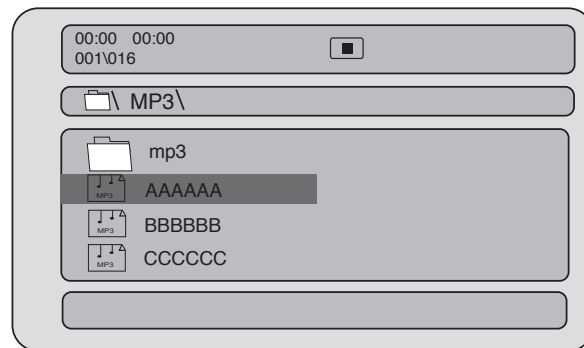 00:00 00:00
001\016
\ MP3\
mp3
MP3 AAAAAA
MP3 BBBBBB
MP3 CCCCCC